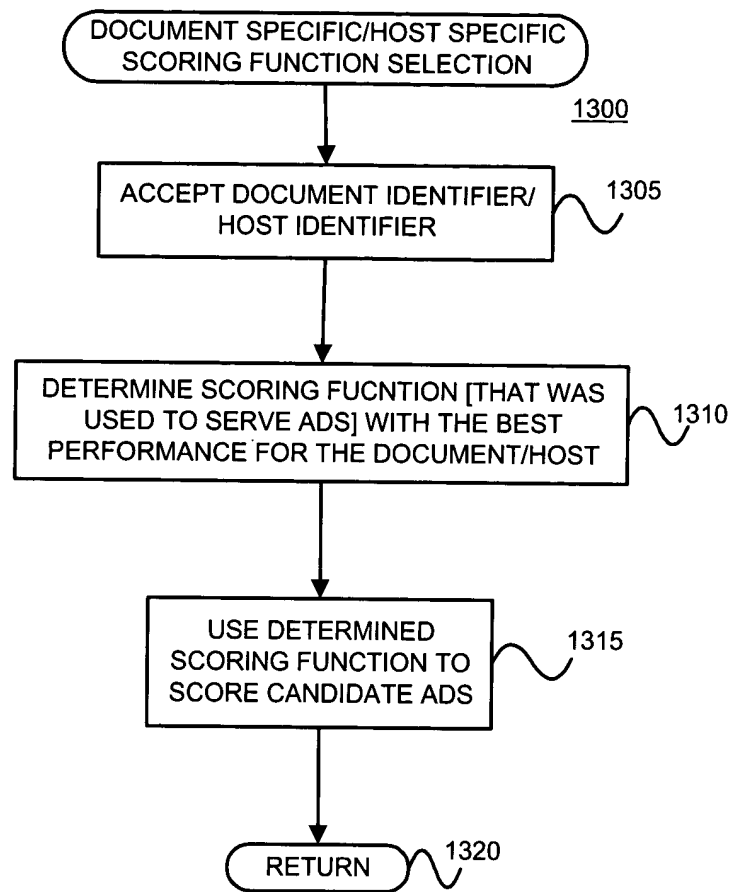 DOCUMENT SPECIFIC/HOST SPECIFIC
SCORING FUNCTION SELECTION
1300
ACCEPT DOCUMENT IDENTIFIER/
HOST IDENTIFIER
1305
DETERMINE SCORING FUCNTION [THAT WAS
USED TO SERVE ADS] WITH THE BEST
PERFORMANCE FOR THE DOCUMENT/HOST
1310
USE DETERMINED
SCORING FUNCTION TO
SCORE CANDIDATE ADS
1315
RETURN
1320